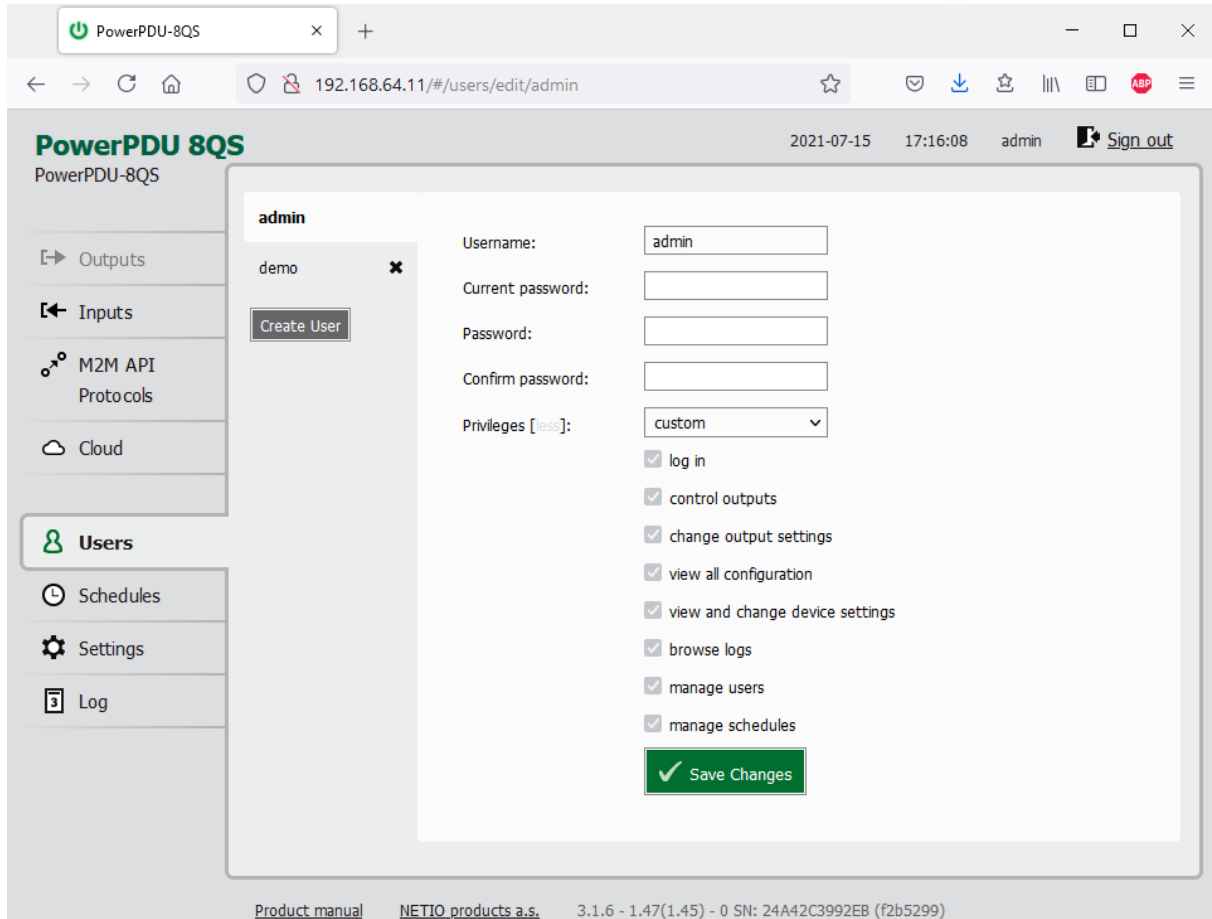 PowerPDU-8QS
192.168.64.11/#/users/edit/admin
ABP
PowerPDU 8QS
2021-07-15 17:16:08 admin Sign out
PowerPDU-8QS
Outputs
Inputs
M2M API
Protocols
Cloud
Users
Schedules
Settings
3
Log
admin
demo
Create User
Username: admin
Current password:
Password:
Confirm password:
Privileges [less]: custom
log in
control outputs
change output settings
view all configuration
view and change device settings
browse logs
manage users
manage schedules
Save Changes
Product manual NETIO products a.s. 3.1.6 - 1.47(1.45) - 0 SN: 24A42C3992EB (f2b5299)